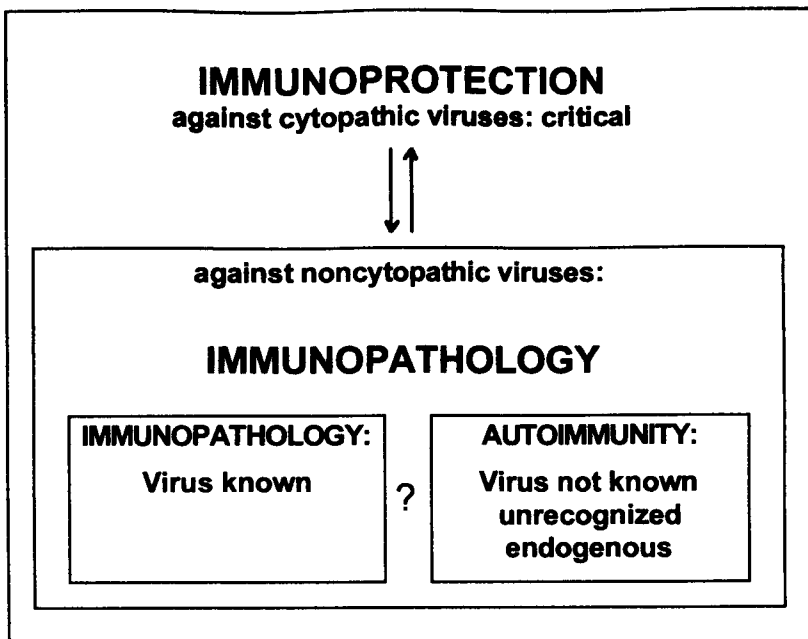 IMMUNOPROTECTION
against cytopathic viruses: critical
against noncytopathic viruses:
IMMUNOPATHOLOGY
IMMUNOPATHOLOGY:
Virus known
?
AUTOIMMUNITY:
Virus not known
unrecognized
endogenous